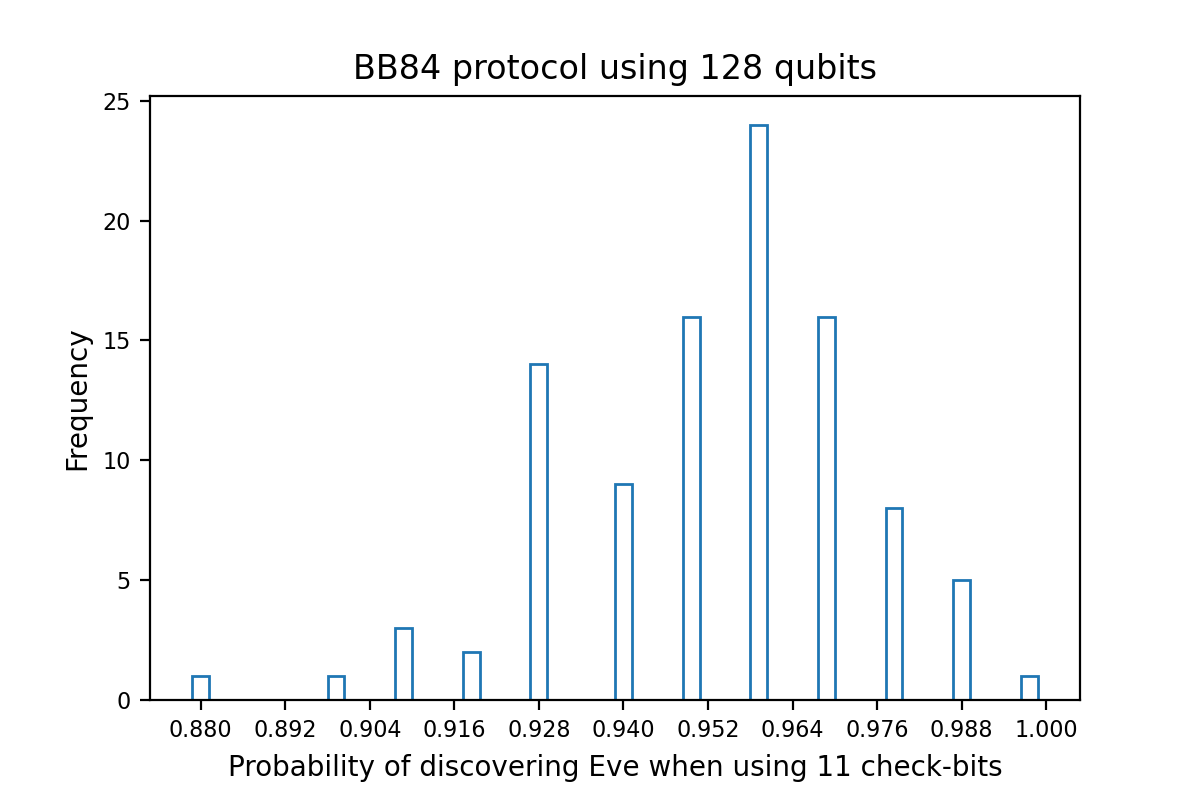 BB84 protocol using 128 qubits
25
20
15
10
5
0
Frequency
0.880 0.892 0.904 0.916 0.928 0.940 0.952 0.964 0.976 0.988 1.000
Probability of discovering Eve when using 11 check-bits